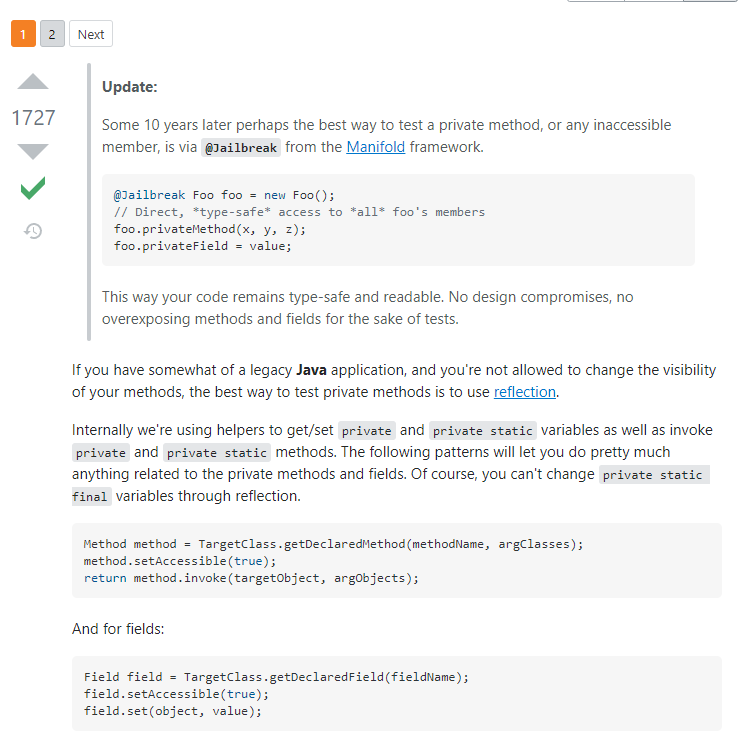 1 2 Next
1727
Update:
Some 10 years later perhaps the best way to test a private method, or any inaccessible
member, is via @Jailbreak from the Manifold framework.
@Jailbreak Foo foo = new Foo();
// Direct, *type-safe* access to *all* foo's members
foo.privateMethod(x, y, z);
foo.privateField = value;
This way your code remains type-safe and readable. No design compromises, no
overexposing methods and fields for the sake of tests.
If you have somewhat of a legacy Java application, and you're not allowed to change the visibility
of your methods, the best way to test private methods is to use reflection.
Internally we're using helpers to get/set private and private static variables as well as invoke
private and private static methods. The following patterns will let you do pretty much
anything related to the private methods and fields. Of course, you can't change private static
final variables through reflection.
Method method = TargetClass.getDeclaredMethod(methodName, argClasses);
method.setAccessible(true);
return method.invoke(targetObject, argObjects);
And for fields:
Field field = TargetClass.getDeclaredField(fieldName);
field.setAccessible(true);
field.set(object, value);